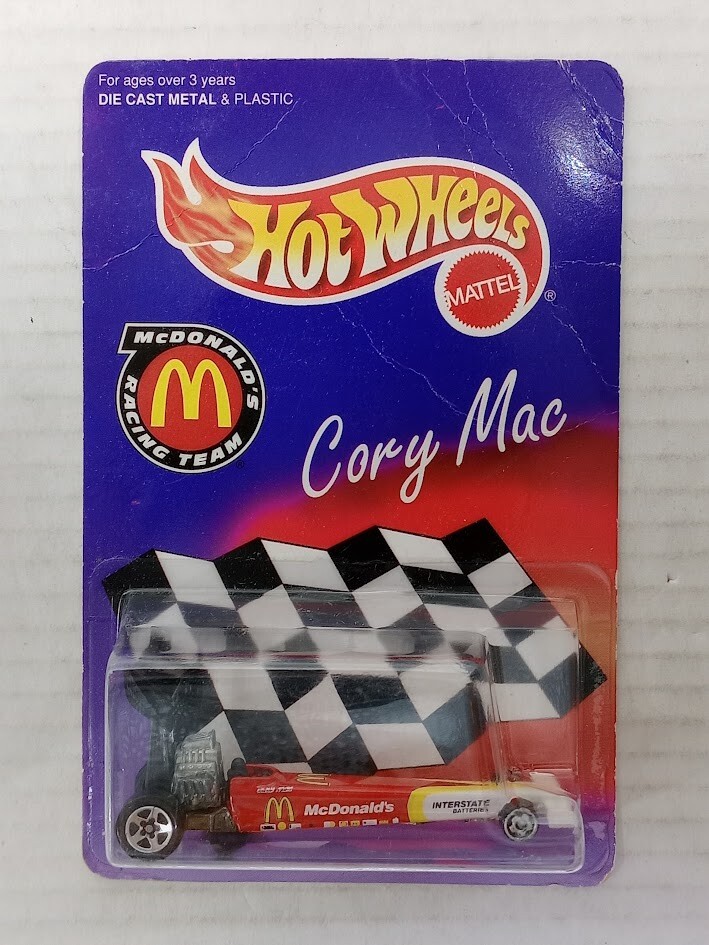 For ages over 3 years
DIE CAST METAL & PLASTIC
HOT WHEELS
MATTEL
®
McDONALD'S
RACING TEAM
M
Cory Mac
M
McDonald's
INTERSTATE
BATTERIES